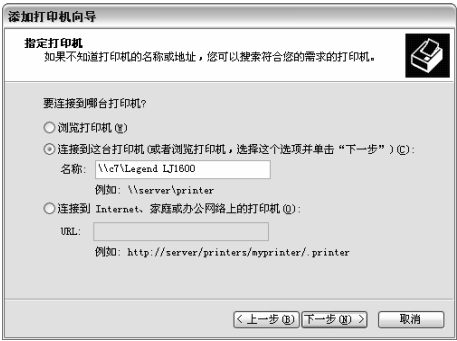 添加打印机向导
指定打印机
如果不知道打印机的名称或地址，您可以搜索符合您的需求的打印机。
要连接到哪台打印机?
浏览打印机(W)
连接到这台打印机(或者浏览打印机，选择这个选项并单击“下一步”)(C):
名称: \\c7\Legend LJ1600
例如: \\server\printer
连接到 Internet、家庭或办公网络上的打印机(O):
URL:
例如: http://server/printers/myprinter/.printer
< 上一步(B) 下一步(N) > 取消